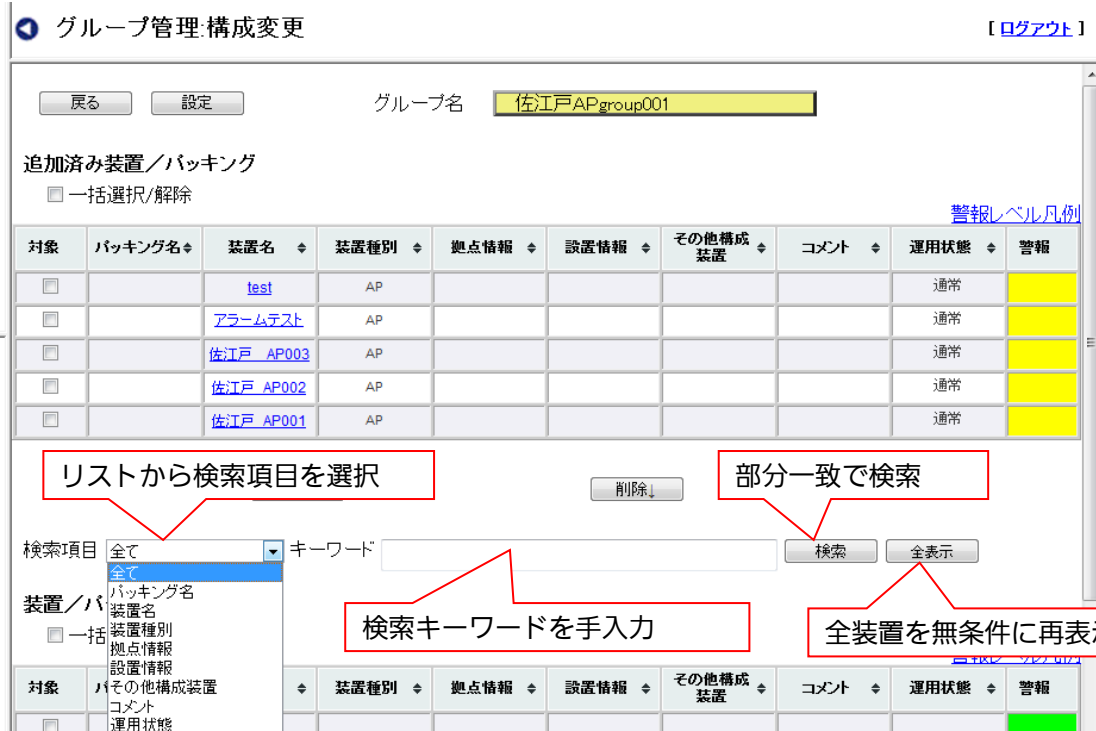 グループ管理:構成変更
[ ログアウト ]
戻る 設定 グループ名 佐江戸APgroup001
追加済み装置／パッキング
一括選択/解除
警報レベル凡例
対象 パッキング名 装置名 装置種別 拠点情報 設置情報 その他構成装置 コメント 運用状態 警報
test AP 通常
アラームテスト AP 通常
佐江戸 AP003 AP 通常
佐江戸 AP002 AP 通常
佐江戸 AP001 AP 通常
リストから検索項目を選択
削除↓
部分一致で検索
検索項目 全て キーワード 検索 全表示
全て
パッキング名
装置名
装置種別
拠点情報
設置情報
その他構成装置
コメント
運用状態
検索キーワードを手入力
全装置を無条件に再表
装置／パ
一括
対象 装置種別 拠点情報 設置情報 その他構成装置 コメント 運用状態 警報